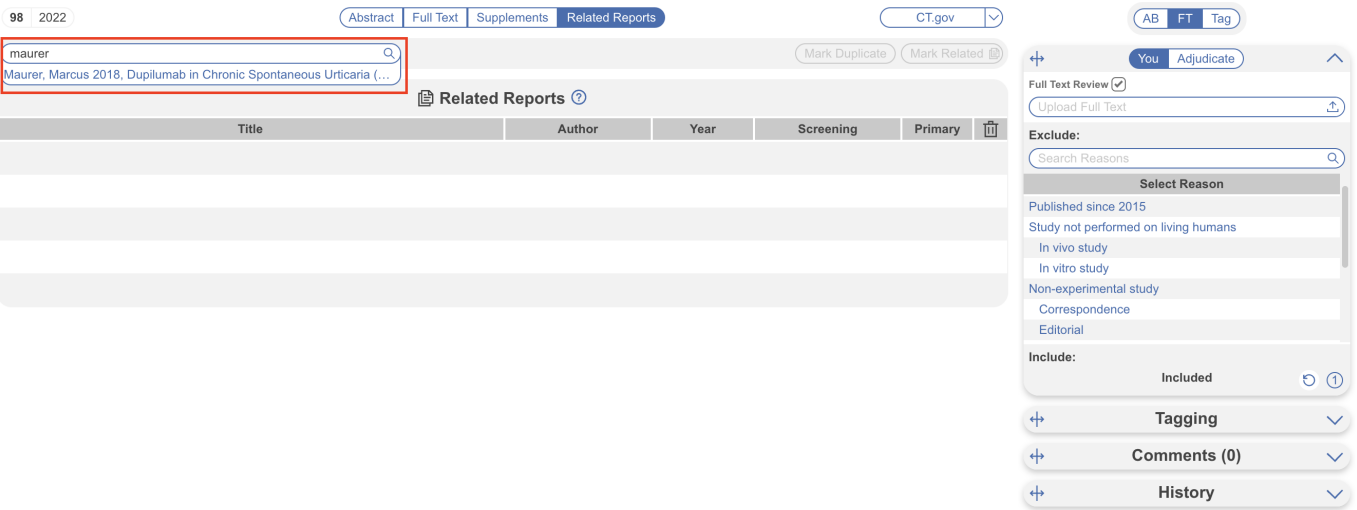 98 2022 Abstract Full Text Supplements Related Reports CT.gov AB FT Tag
maurer Mark Duplicate Mark Related
Maurer, Marcus 2018, Dupilumab in Chronic Spontaneous Urticaria (...
Related Reports ?
Title Author Year Screening Primary
You Adjudicate
Full Text Review
Upload Full Text
Exclude:
Search Reasons
Select Reason
Published since 2015
Study not performed on living humans
In vivo study
In vitro study
Non-experimental study
Correspondence
Editorial
Include:
Included 1
Tagging
Comments (0)
History